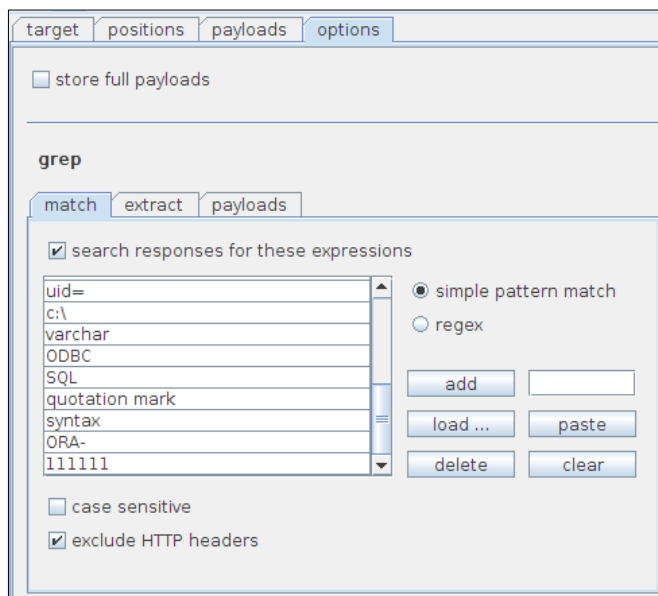 target positions payloads options
store full payloads
grep
match extract payloads
search responses for these expressions
uid=
c:\
varchar
ODBC
SQL
quotation mark
syntax
ORA-
111111
simple pattern match
regex
add
load ... paste
delete clear
case sensitive
exclude HTTP headers